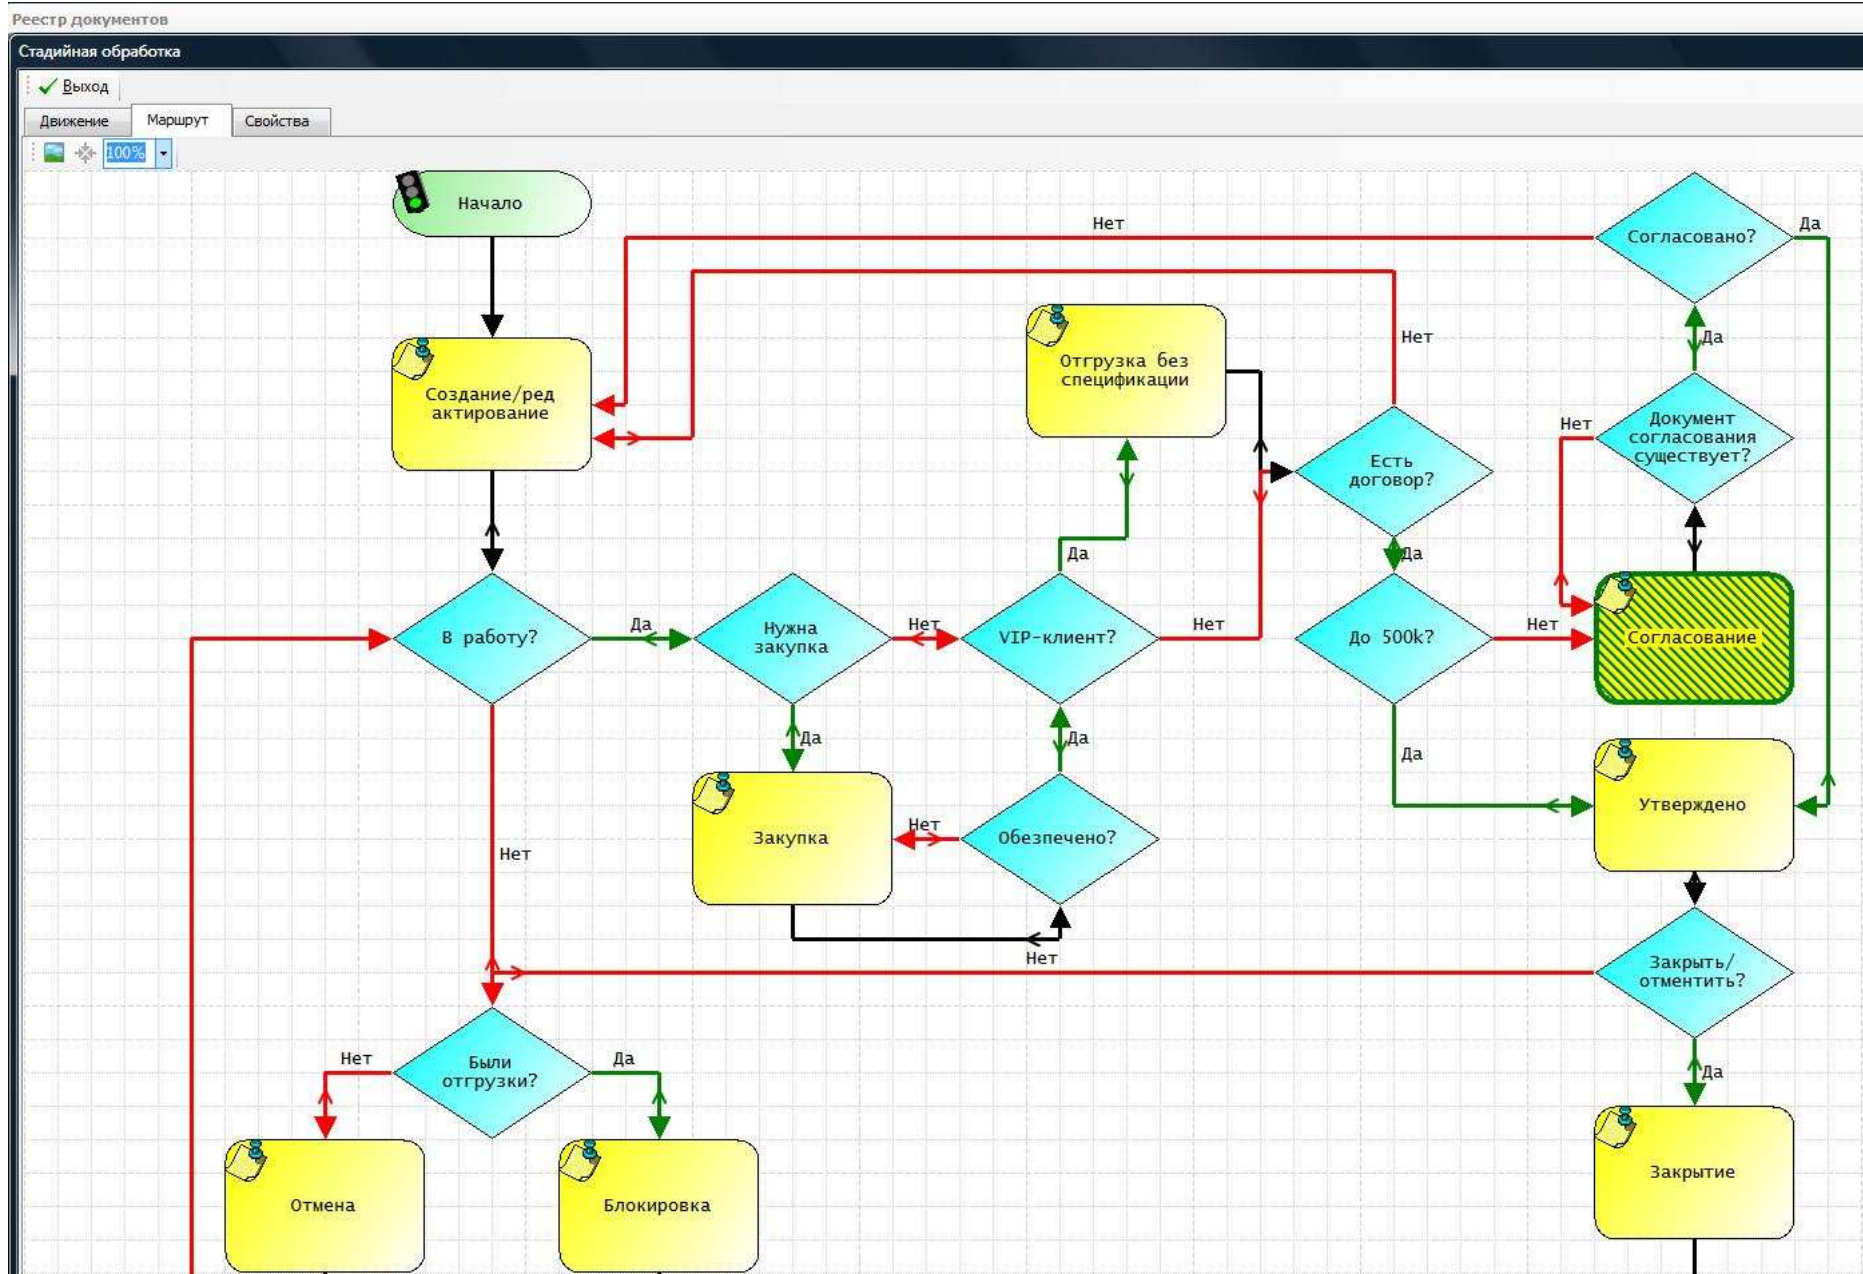 Реестр документов
Стадийная обработка
Выход
Движение Маршрут Свойства
100%
Начало
Согласовано?
Да
Нет
Отгрузка без
спецификации
Нет
Да
Создание/ред
актирование
Документ
согласования
существует?
Нет
Есть
договор?
Да
Да
В работу?
Да
Нужна
закупка
Нет
VIP-клиент?
Нет
До 500k?
Нет
Согласование
Да
Да
Да
Закупка
Нет
Обезпечено?
Утверждено
Нет
Нет
Закрыть/
отментить?
Нет
Были
отгрузки?
Да
Да
Отмена
Блокировка
Закрытие